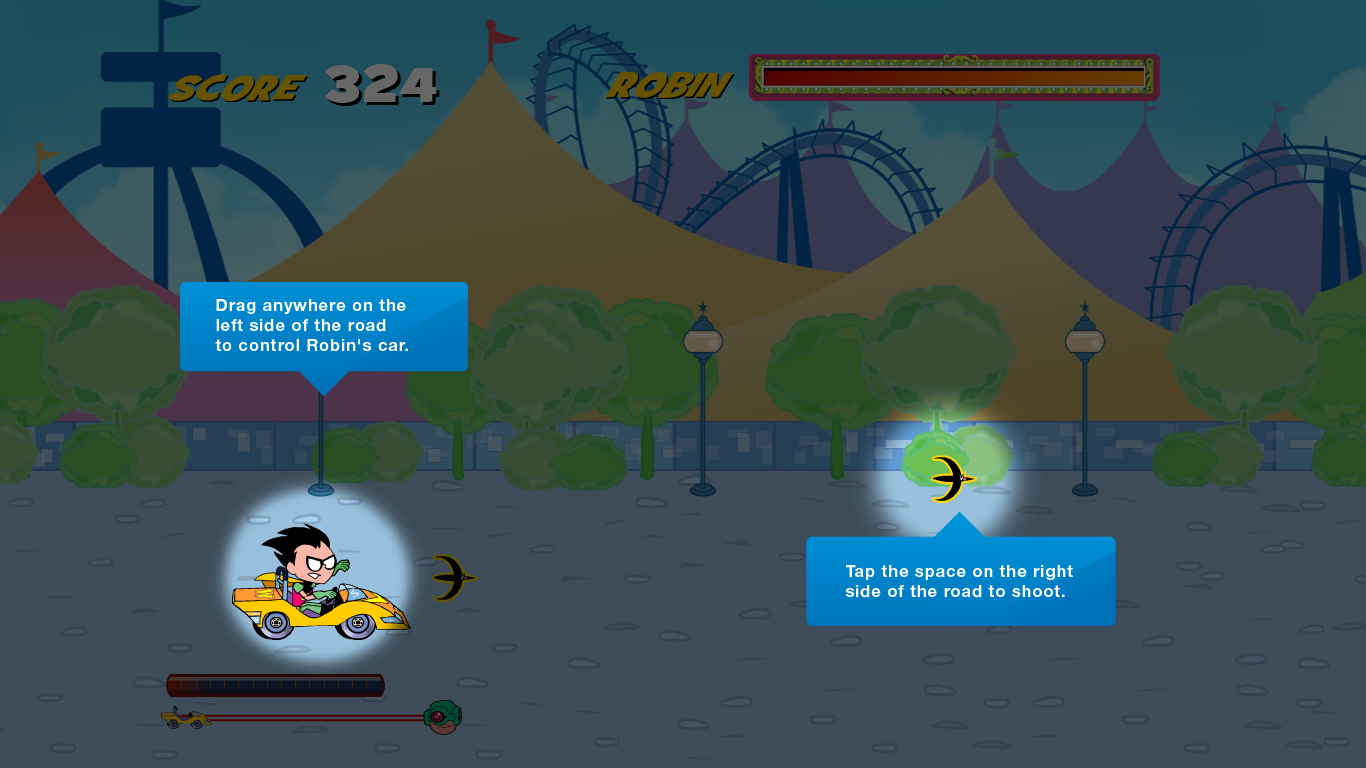 SCORE 324
ROBIN
Drag anywhere on the
left side of the road
to control Robin's car.
Tap the space on the right
side of the road to shoot.